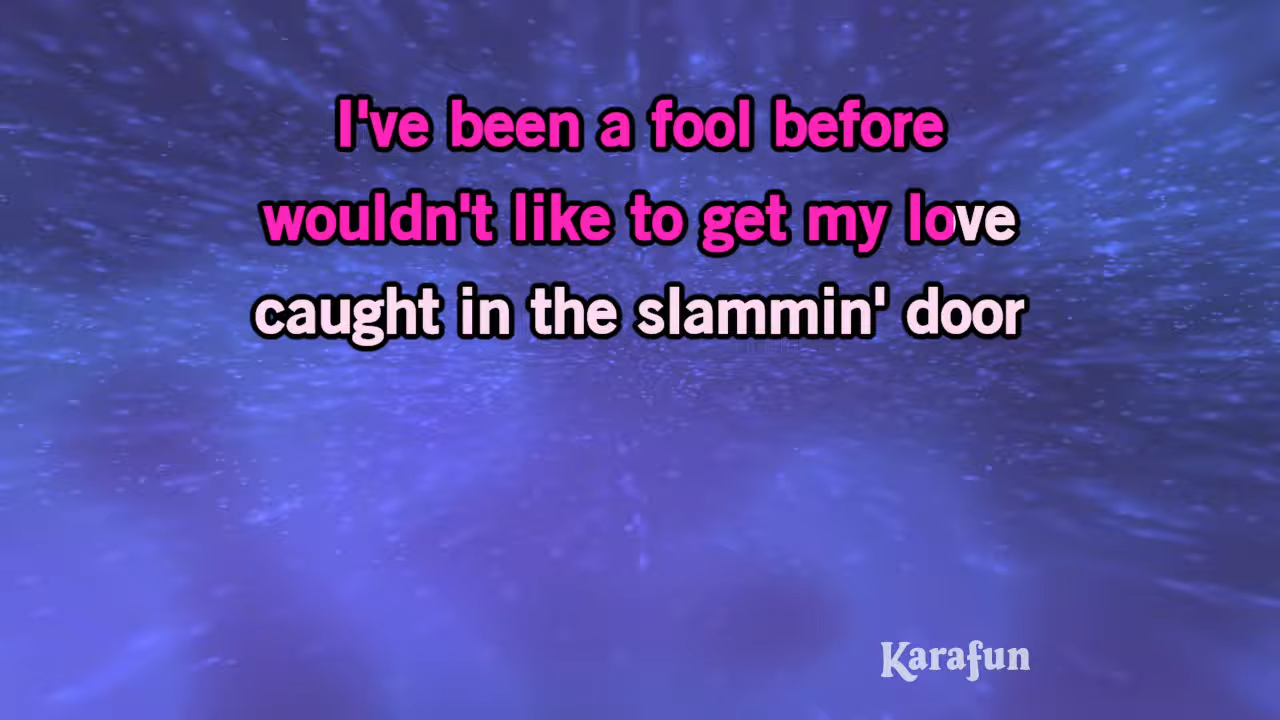 I've been a fool before
wouldn't like to get my love
caught in the slammin' door
Karafun